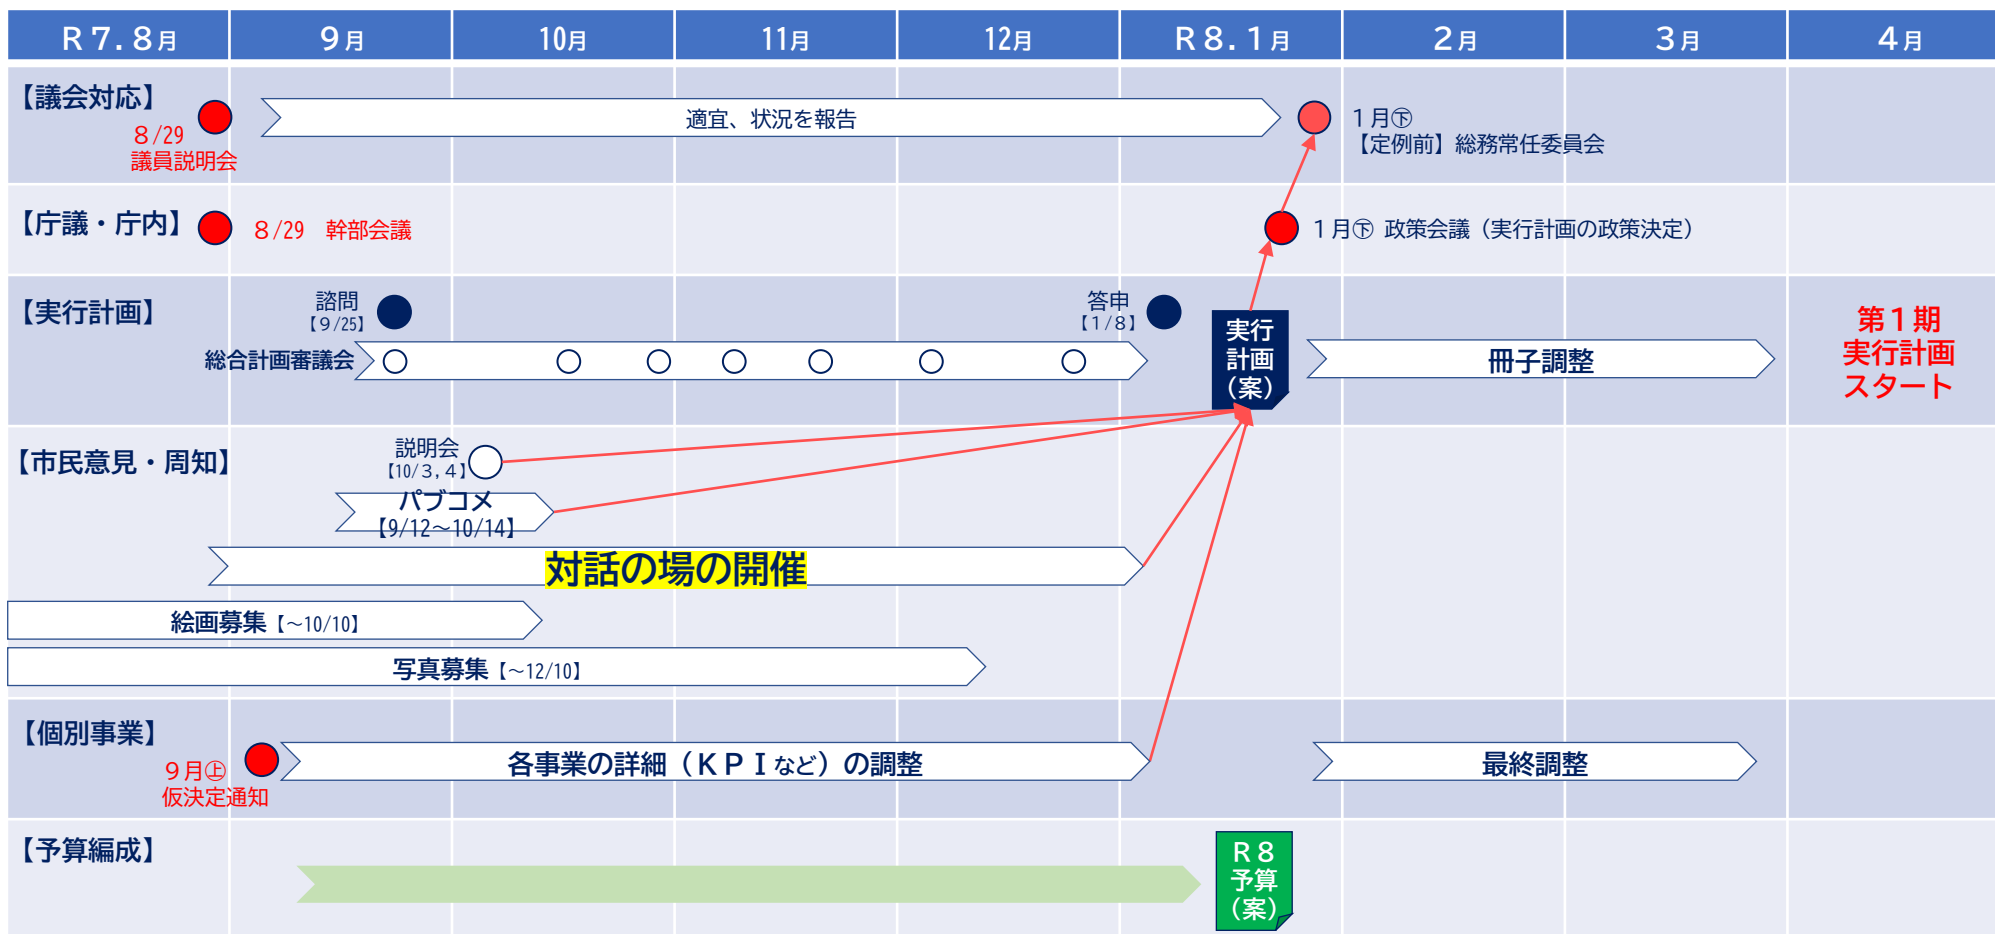 Ｒ７.８月 ９月 10月 11月 12月 Ｒ８.１月 ２月 ３月 ４月
【議会対応】
８/29
議員説明会
適宜、状況を報告
１月㊦
【定例前】総務常任委員会
【庁議・庁内】
８/29　幹部会議
１月㊦ 政策会議（実行計画の政策決定）
【実行計画】
諮問
【９/25】
答申
【1/8】
総合計画審議会
実行
計画
（案）
冊子調整
第１期
実行計画
スタート
【市民意見・周知】
説明会
【10/３,４】
パブコメ
【9/12～10/14】
対話の場の開催
絵画募集【～10/10】
写真募集【～12/10】
【個別事業】
９月㊤
仮決定通知
各事業の詳細（ＫＰＩなど）の調整
最終調整
【予算編成】
Ｒ８
予算
（案）